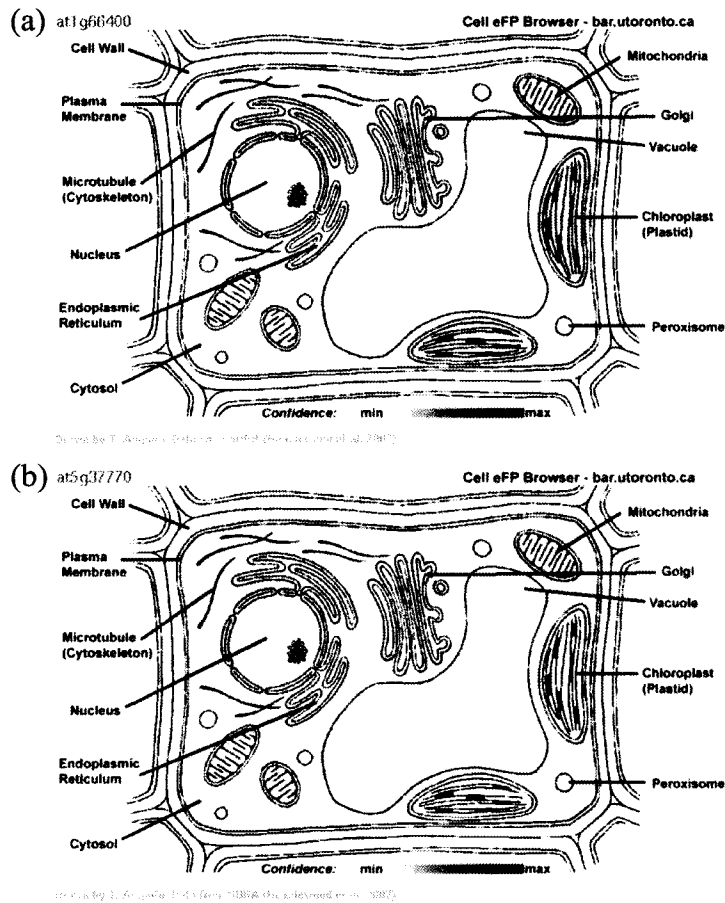 (a) at1g66400
Cell eFP Browser - bar.utoronto.ca
Cell Wall
Mitochondria
Plasma
Membrane
Golgi
Vacuole
Microtubule
(Cytoskeleton)
Chloroplast
(Plastid)
Nucleus
Endoplasmic
Reticulum
Peroxisome
Cytosol
Confidence: min max
(b) at5g37770
Cell eFP Browser - bar.utoronto.ca
Cell Wall
Mitochondria
Plasma
Membrane
Golgi
Vacuole
Microtubule
(Cytoskeleton)
Chloroplast
(Plastid)
Nucleus
Endoplasmic
Reticulum
Peroxisome
Cytosol
Confidence: min max